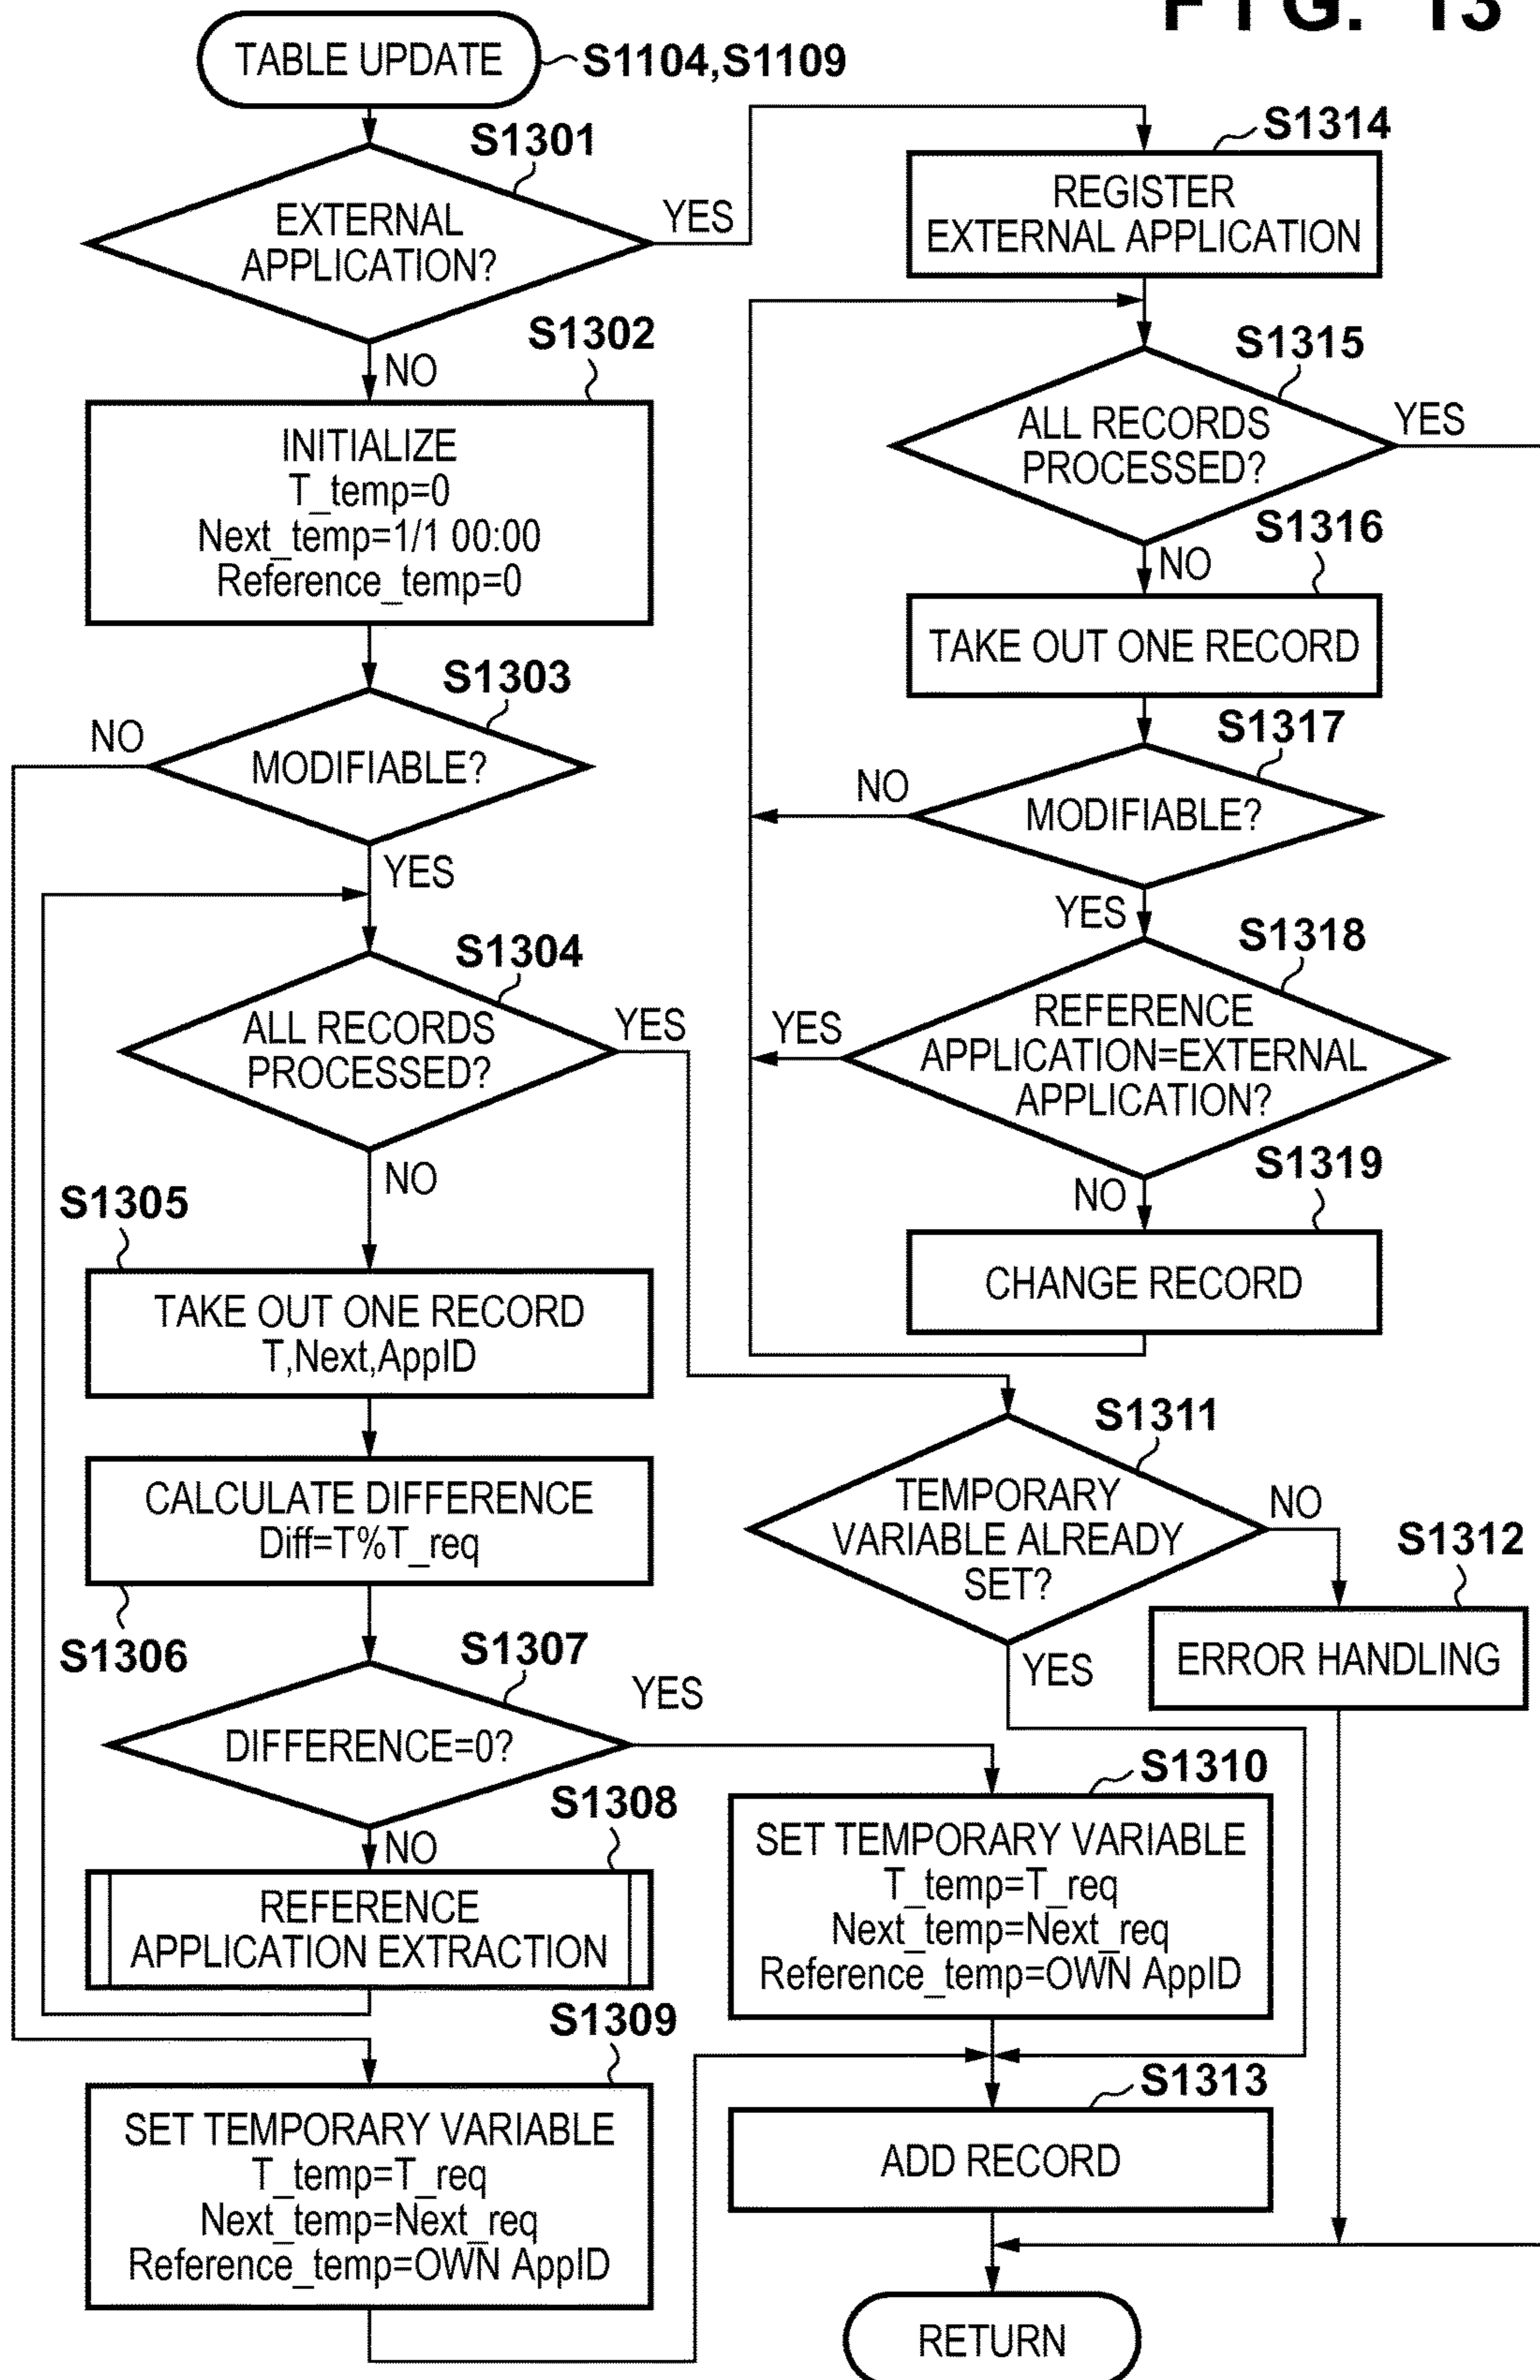 FIG. 13
TABLE UPDATE
S1104,S1109
S1301
EXTERNAL
APPLICATION?
YES
NO
S1302
INITIALIZE
T_temp=0
Next_temp=1/1 00:00
Reference_temp=0
S1303
NO
MODIFIABLE?
YES
S1304
ALL RECORDS
PROCESSED?
YES
NO
S1305
TAKE OUT ONE RECORD
T,Next,AppID
CALCULATE DIFFERENCE
Diff=T%T_req
S1306
S1307
DIFFERENCE=0?
YES
NO
S1308
REFERENCE
APPLICATION EXTRACTION
S1309
SET TEMPORARY VARIABLE
T_temp=T_req
Next_temp=Next_req
Reference_temp=OWN AppID
S1314
REGISTER
EXTERNAL APPLICATION
S1315
ALL RECORDS
PROCESSED?
YES
NO
S1316
TAKE OUT ONE RECORD
S1317
NO
MODIFIABLE?
YES
S1318
YES
REFERENCE
APPLICATION=EXTERNAL
APPLICATION?
NO
S1319
CHANGE RECORD
S1311
TEMPORARY
VARIABLE ALREADY
SET?
NO
YES
S1312
ERROR HANDLING
S1310
SET TEMPORARY VARIABLE
T_temp=T_req
Next_temp=Next_req
Reference_temp=OWN AppID
S1313
ADD RECORD
RETURN